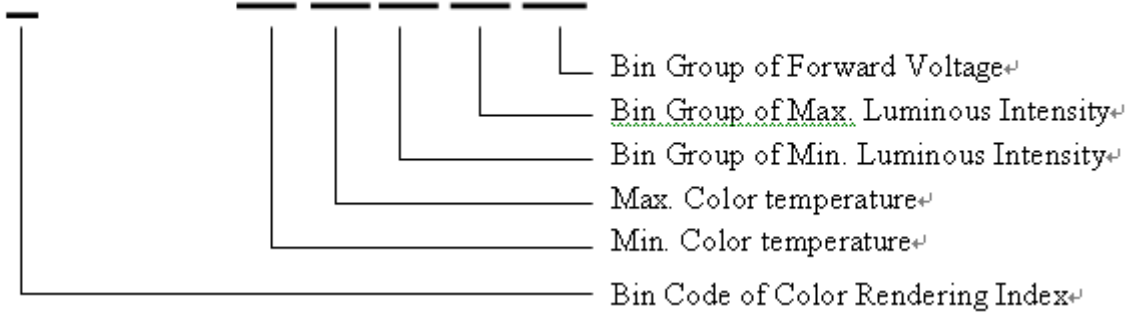 Bin Group of Forward Voltage↵
Bin Group of Max. Luminous Intensity↵
Bin Group of Min. Luminous Intensity↵
Max. Color temperature↵
Min. Color temperature↵
Bin Code of Color Rendering Index↵